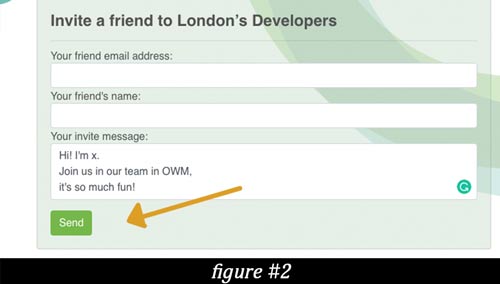 Invite a friend to London's Developers
Your friend email address:
Your friend's name:
Your invite message:
Hi! I'm x.
Join us in our team in OWM,
it's so much fun!
Send
figure #2